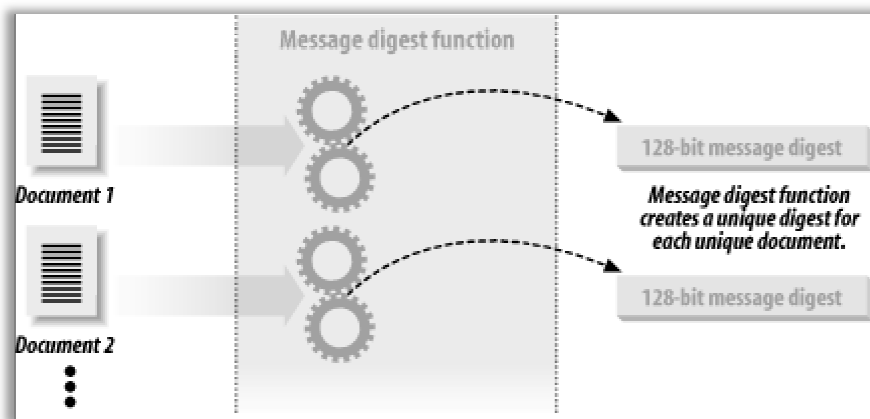 Message digest function
Document 1
128-bit message digest
Message digest function
creates a unique digest for
each unique document.
Document 2
128-bit message digest